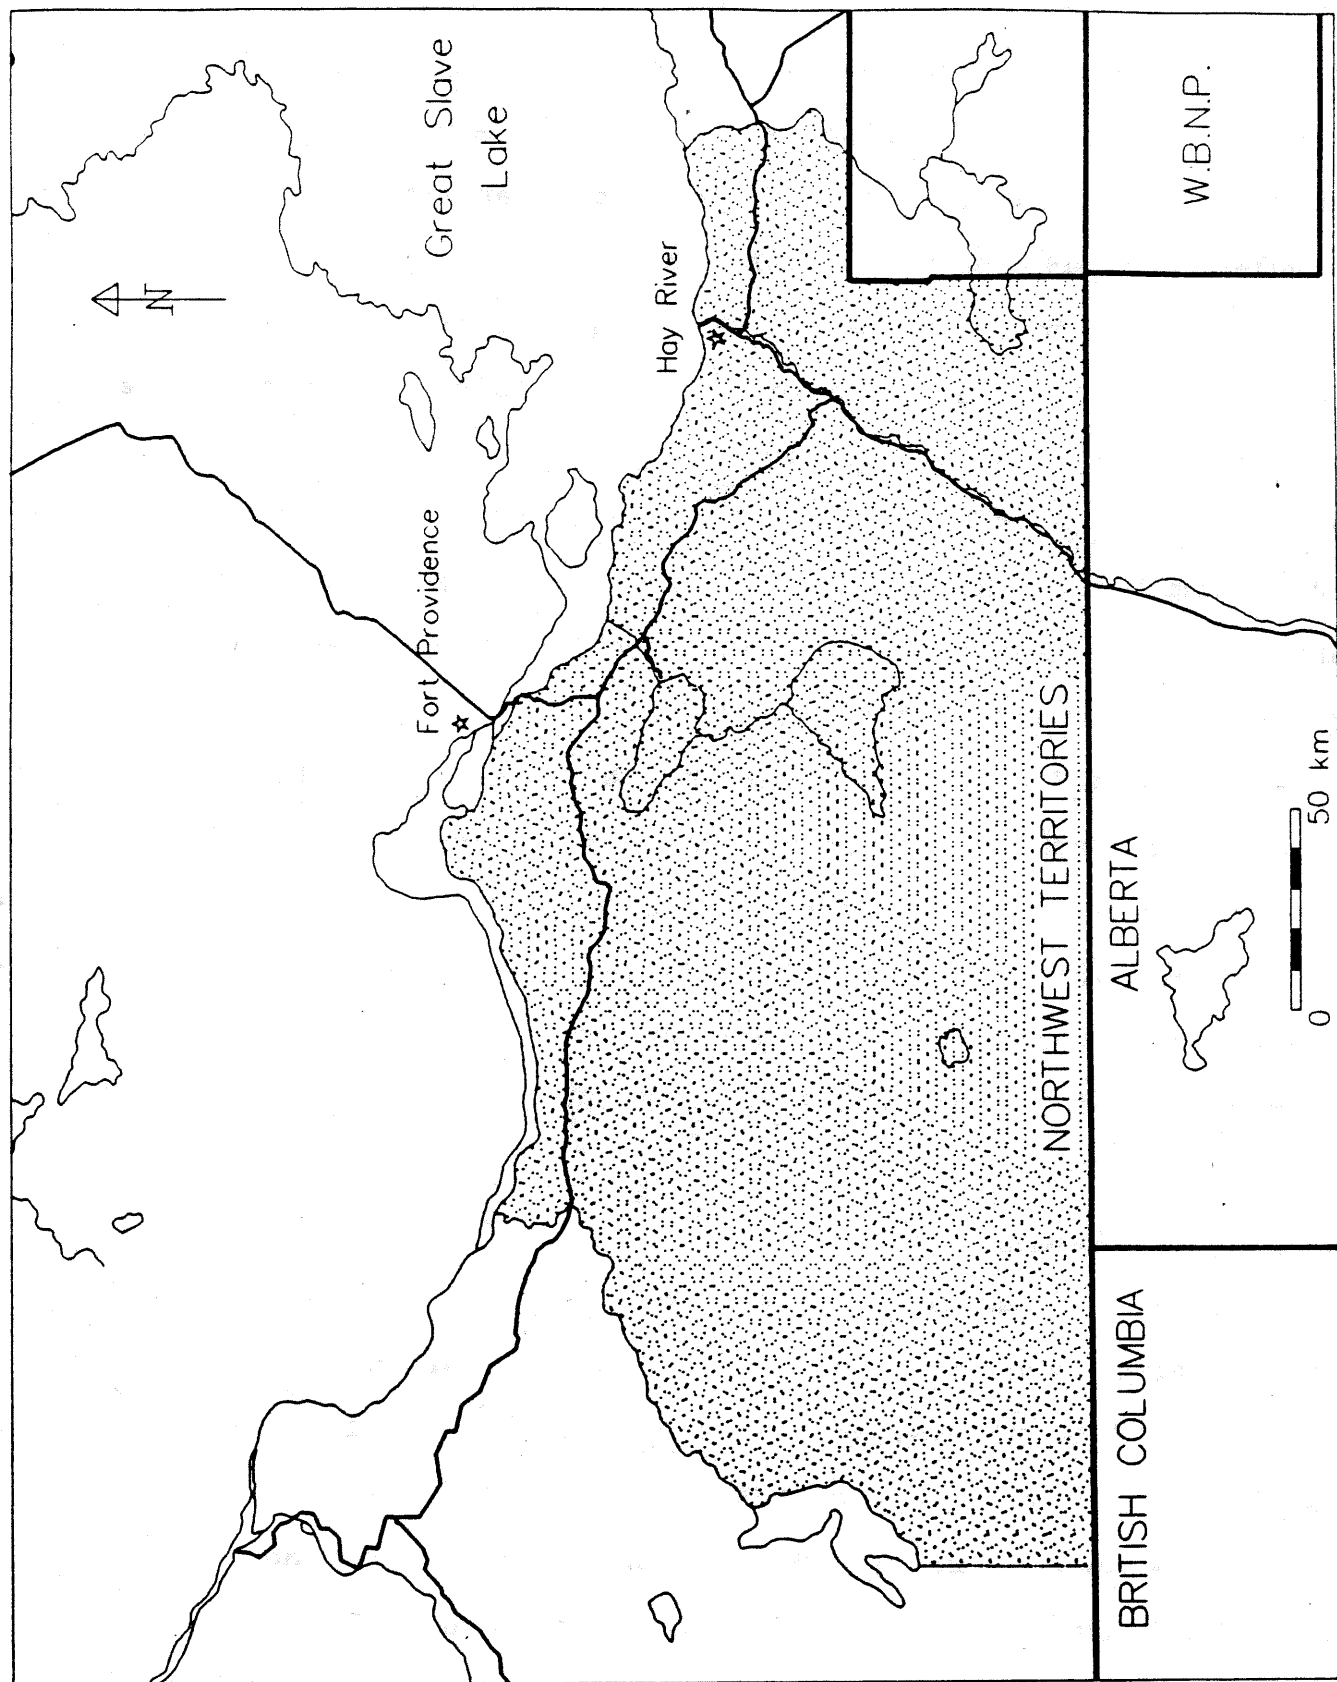 Great Slave
Lake
N
Hay River
Fort Providence
W.B.N.P.
NORTHWEST TERRITORIES
ALBERTA
BRITISH COLUMBIA
0 50 km